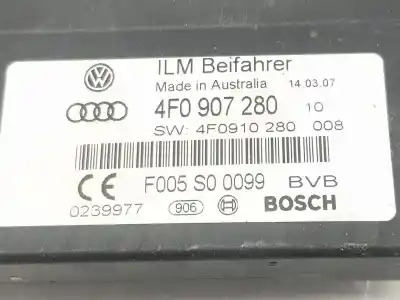 ILM Beifahrer
Made in Australia 14.03.07
4F0 907 280 10
SW: 4F0910 280 008
CE F005 S0 0099 BVB
0239977 906 BOSCH